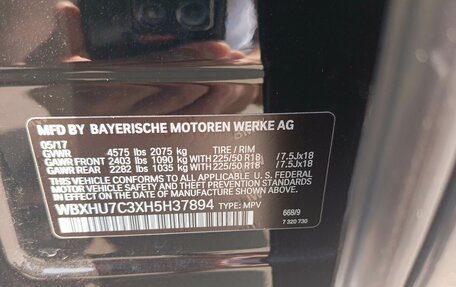 MFD BY BAYERISCHE MOTOREN WERKE AG
05/17 TIRE / RIM
GVWR 4575 lbs 2075 kg
GAWR FRONT 2403 lbs 1090 kg WITH 225/50 R18 /7.5Jx18
GAWR REAR 2282 lbs 1035 kg WITH 225/50 R18 /7.5Jx18
THIS VEHICLE CONFORMS TO ALL APPLICABLE U.S. FEDERAL
MOTOR VEHICLE SAFETY, BUMPER, AND THEFT PREVENTION STANDARDS
IN EFFECT ON THE DATE OF MANUFACTURE SHOWN ABOVE.
WBXHU7C3XH5H37894 TYPE: MPV 668/9
7 320 730